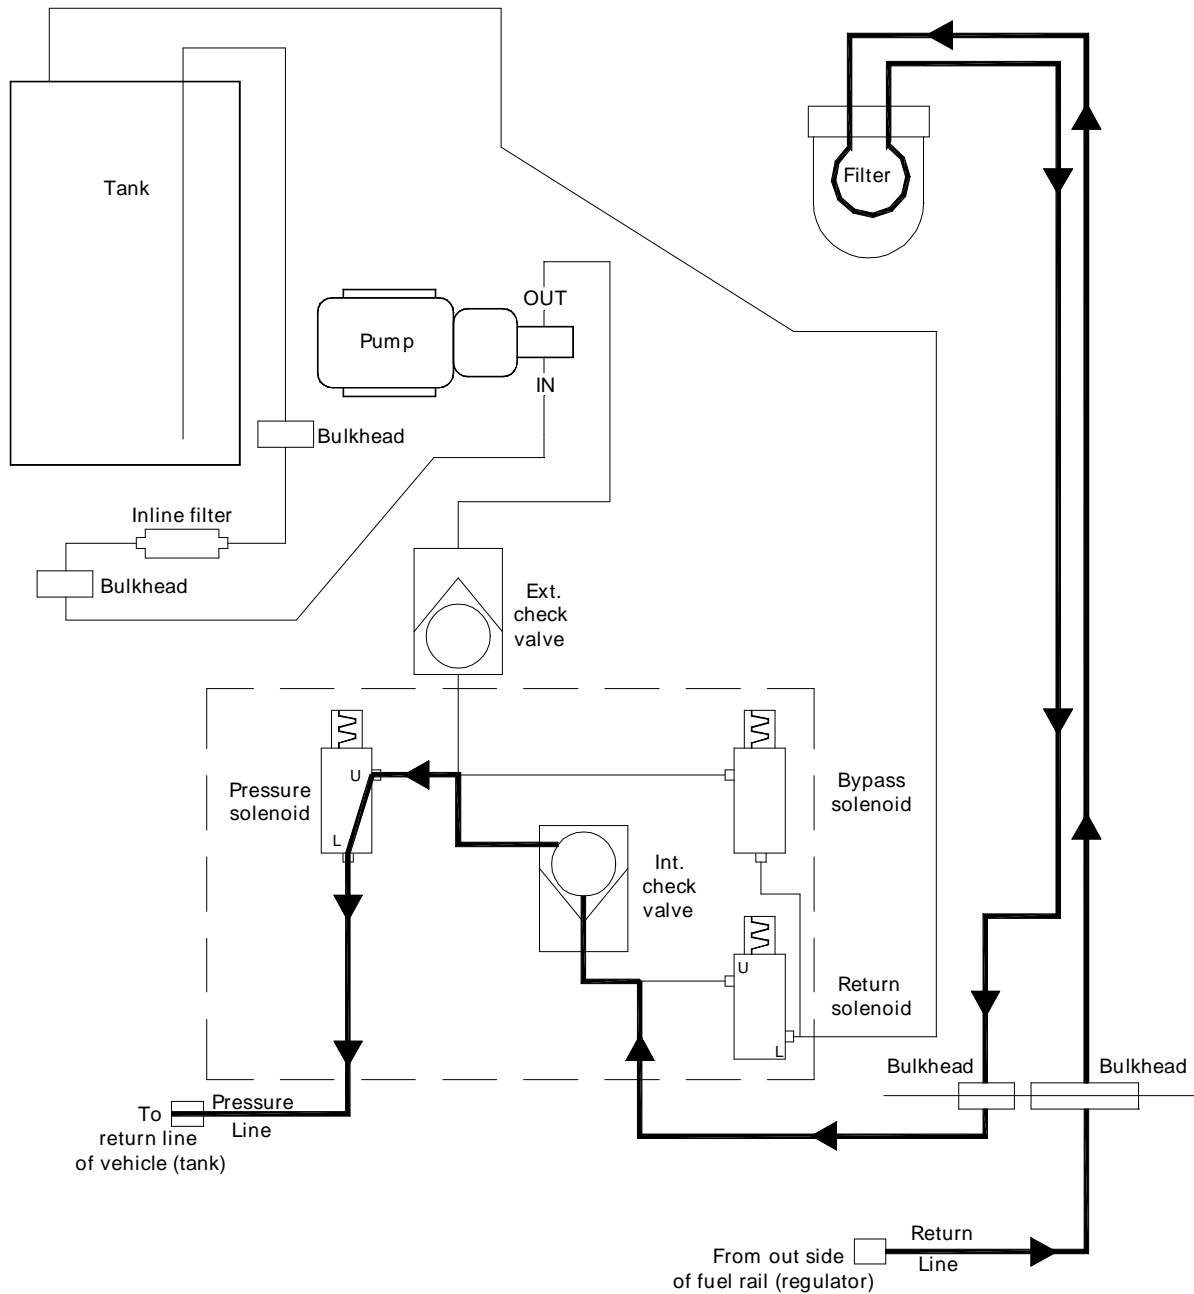 Tank
Filter
OUT
Pump
IN
Bulkhead
Inline filter
Bulkhead
Ext.
check
valve
U
Pressure
solenoid
L
Bypass
solenoid
Int.
check
valve
U
Return
solenoid
L
Bulkhead
Bulkhead
Pressure
Line
To
return line
of vehicle (tank)
Return
Line
From out side
of fuel rail (regulator)